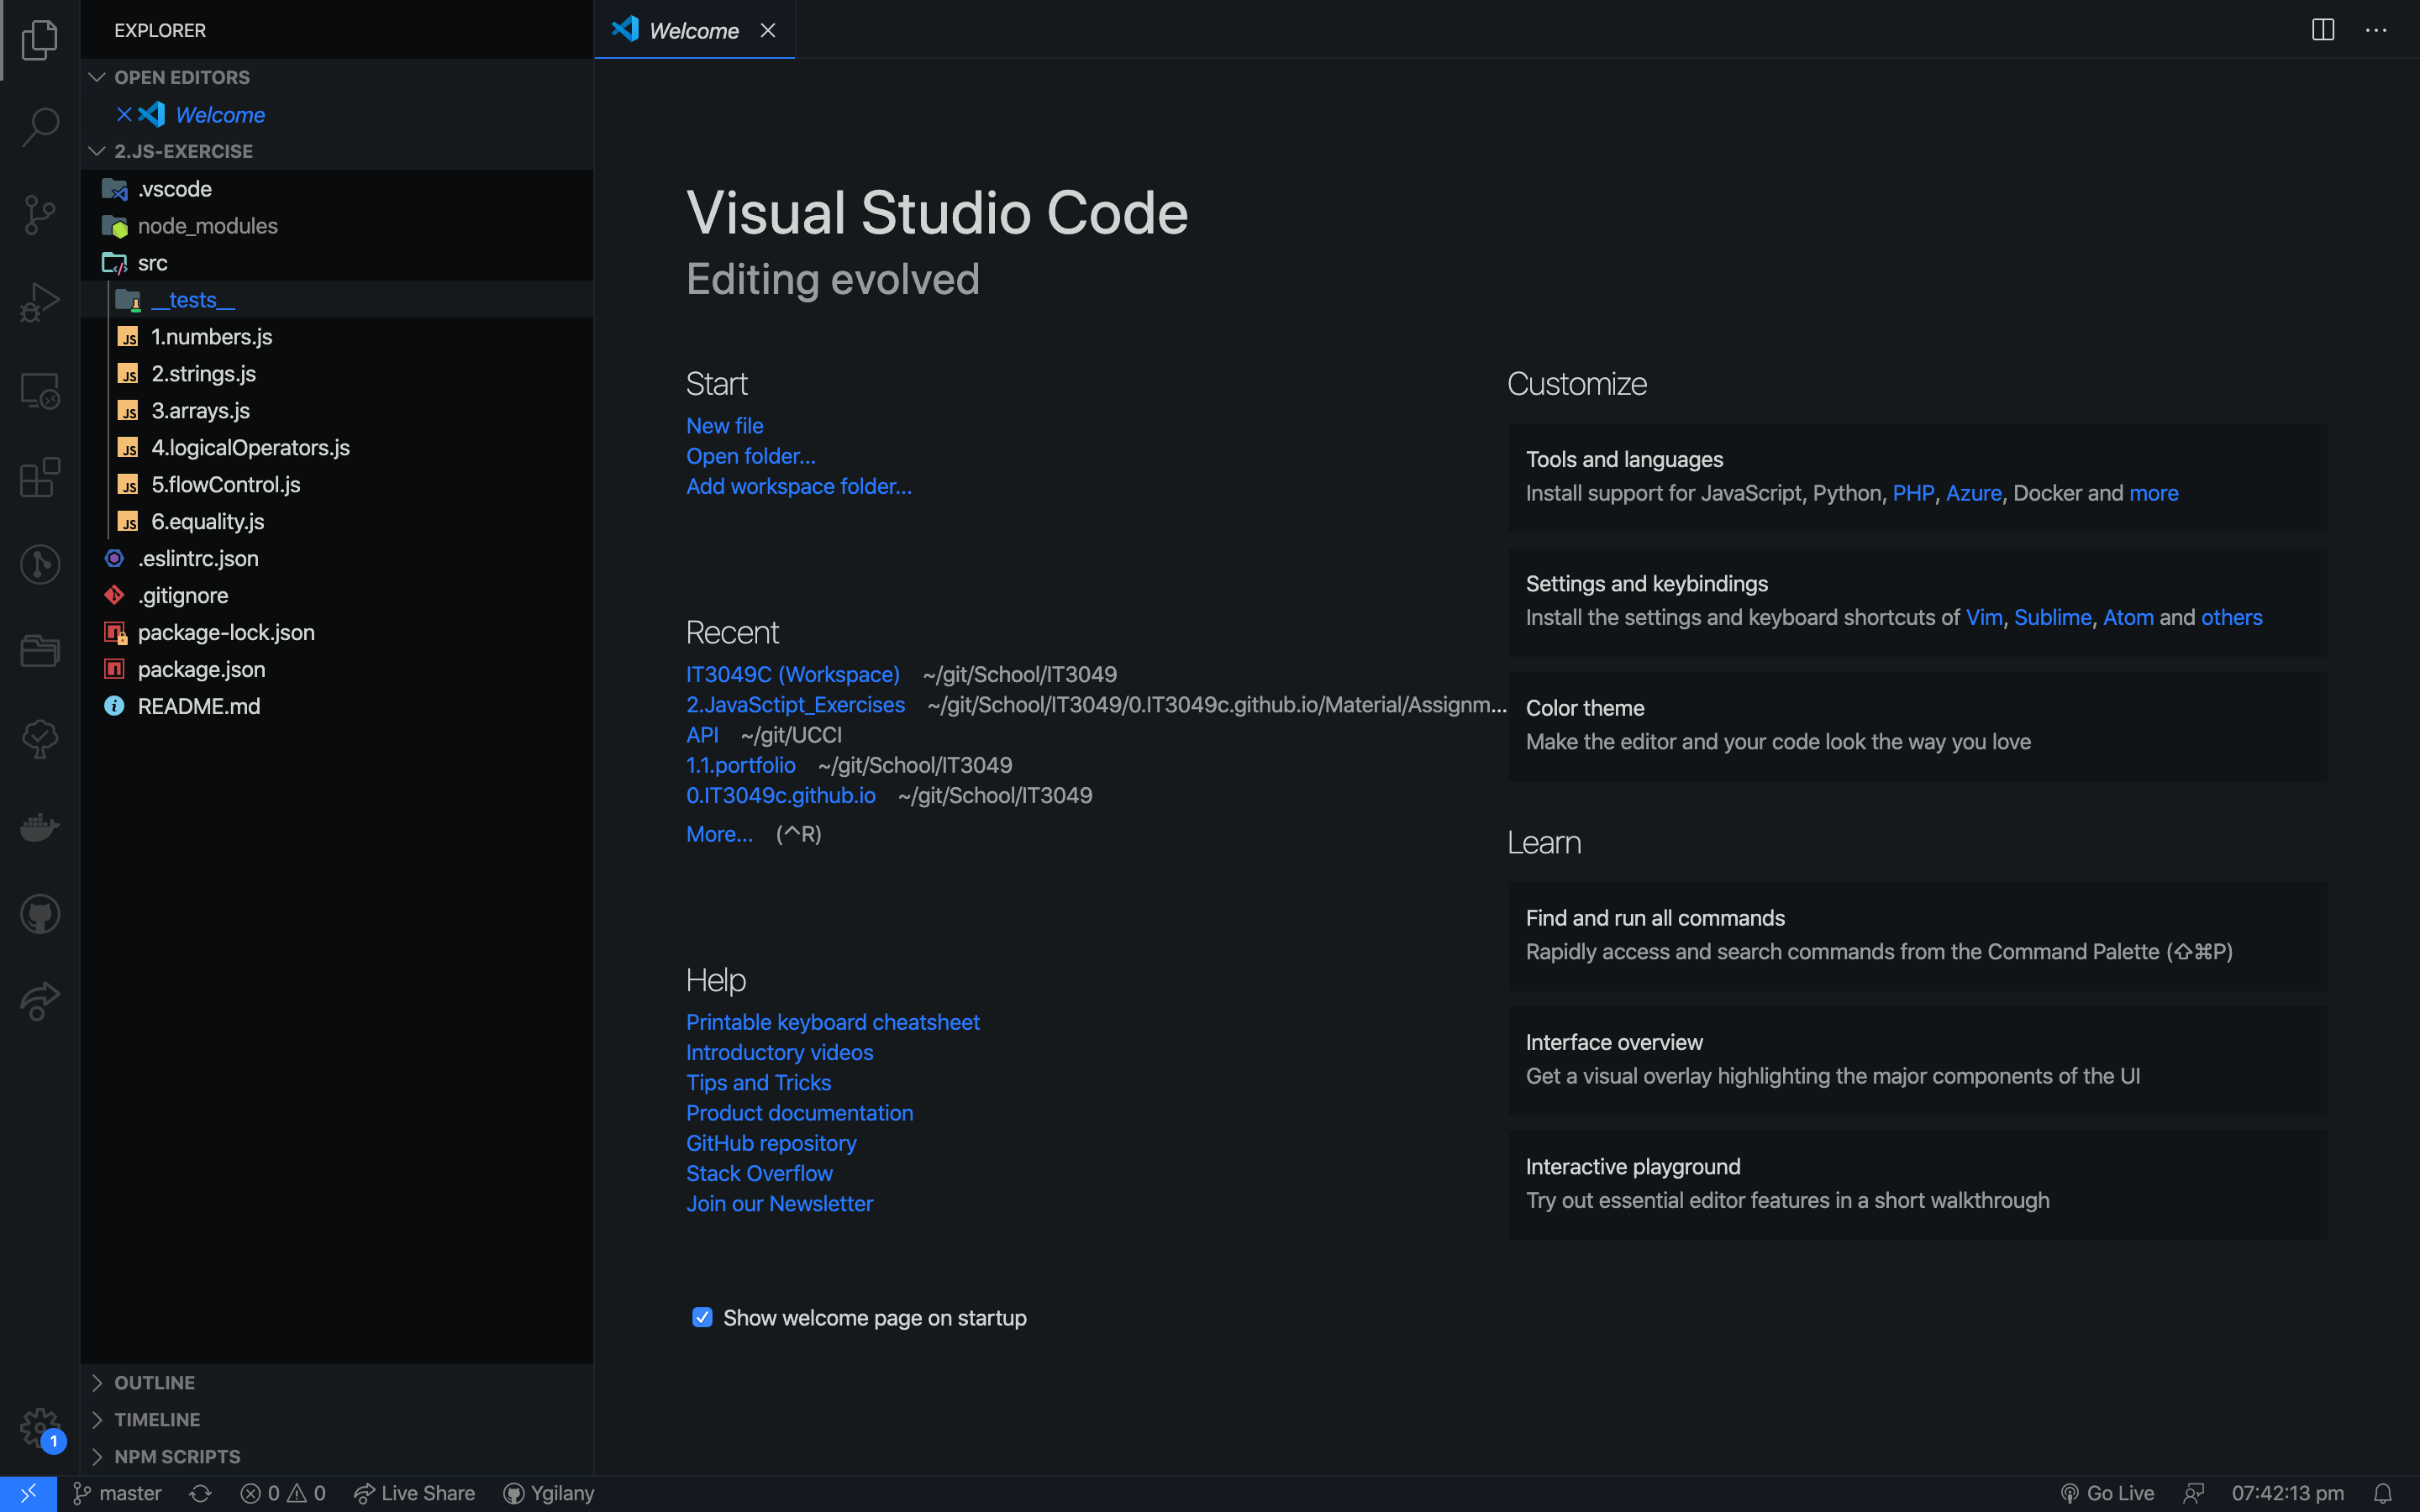 EXPLORER
OPEN EDITORS
Welcome
2.JS-EXERCISE
.vscode
node_modules
src
__tests__
1.numbers.js
2.strings.js
3.arrays.js
4.logicalOperators.js
5.flowControl.js
6.equality.js
.eslintrc.json
.gitignore
package-lock.json
package.json
README.md
OUTLINE
TIMELINE
NPM SCRIPTS
Welcome
Visual Studio Code
Editing evolved
Start
New file
Open folder...
Add workspace folder...
Recent
IT3049C (Workspace) ~/git/School/IT3049
2.JavaSctipt_Exercises ~/git/School/IT3049/0.IT3049c.github.io/Material/Assignm...
API ~/git/UCCI
1.1.portfolio ~/git/School/IT3049
0.IT3049c.github.io ~/git/School/IT3049
More... (^R)
Help
Printable keyboard cheatsheet
Introductory videos
Tips and Tricks
Product documentation
GitHub repository
Stack Overflow
Join our Newsletter
Show welcome page on startup
Customize
Tools and languages
Install support for JavaScript, Python, PHP, Azure, Docker and more
Settings and keybindings
Install the settings and keyboard shortcuts of Vim, Sublime, Atom and others
Color theme
Make the editor and your code look the way you love
Learn
Find and run all commands
Rapidly access and search commands from the Command Palette (⇧⌘P)
Interface overview
Get a visual overlay highlighting the major components of the UI
Interactive playground
Try out essential editor features in a short walkthrough
1
master 0 0 Live Share Ygilany Go Live 07:42:13 pm